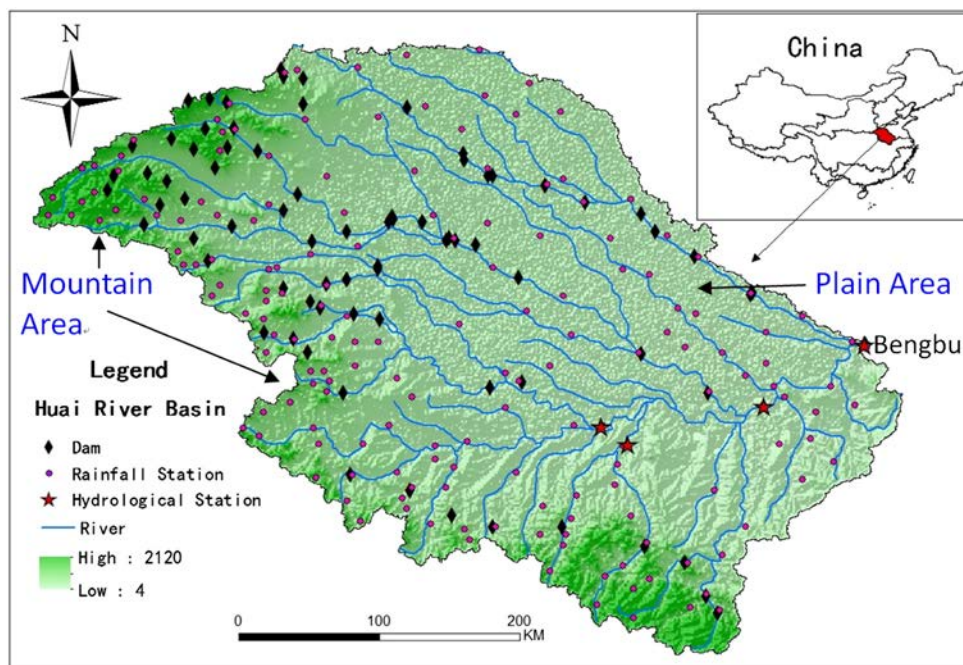 N
China
Mountain
Area
Plain Area
Bengbu
Legend
Huai River Basin
Dam
Rainfall Station
Hydrological Station
River
High : 2120
Low : 4
0 100 200
KM